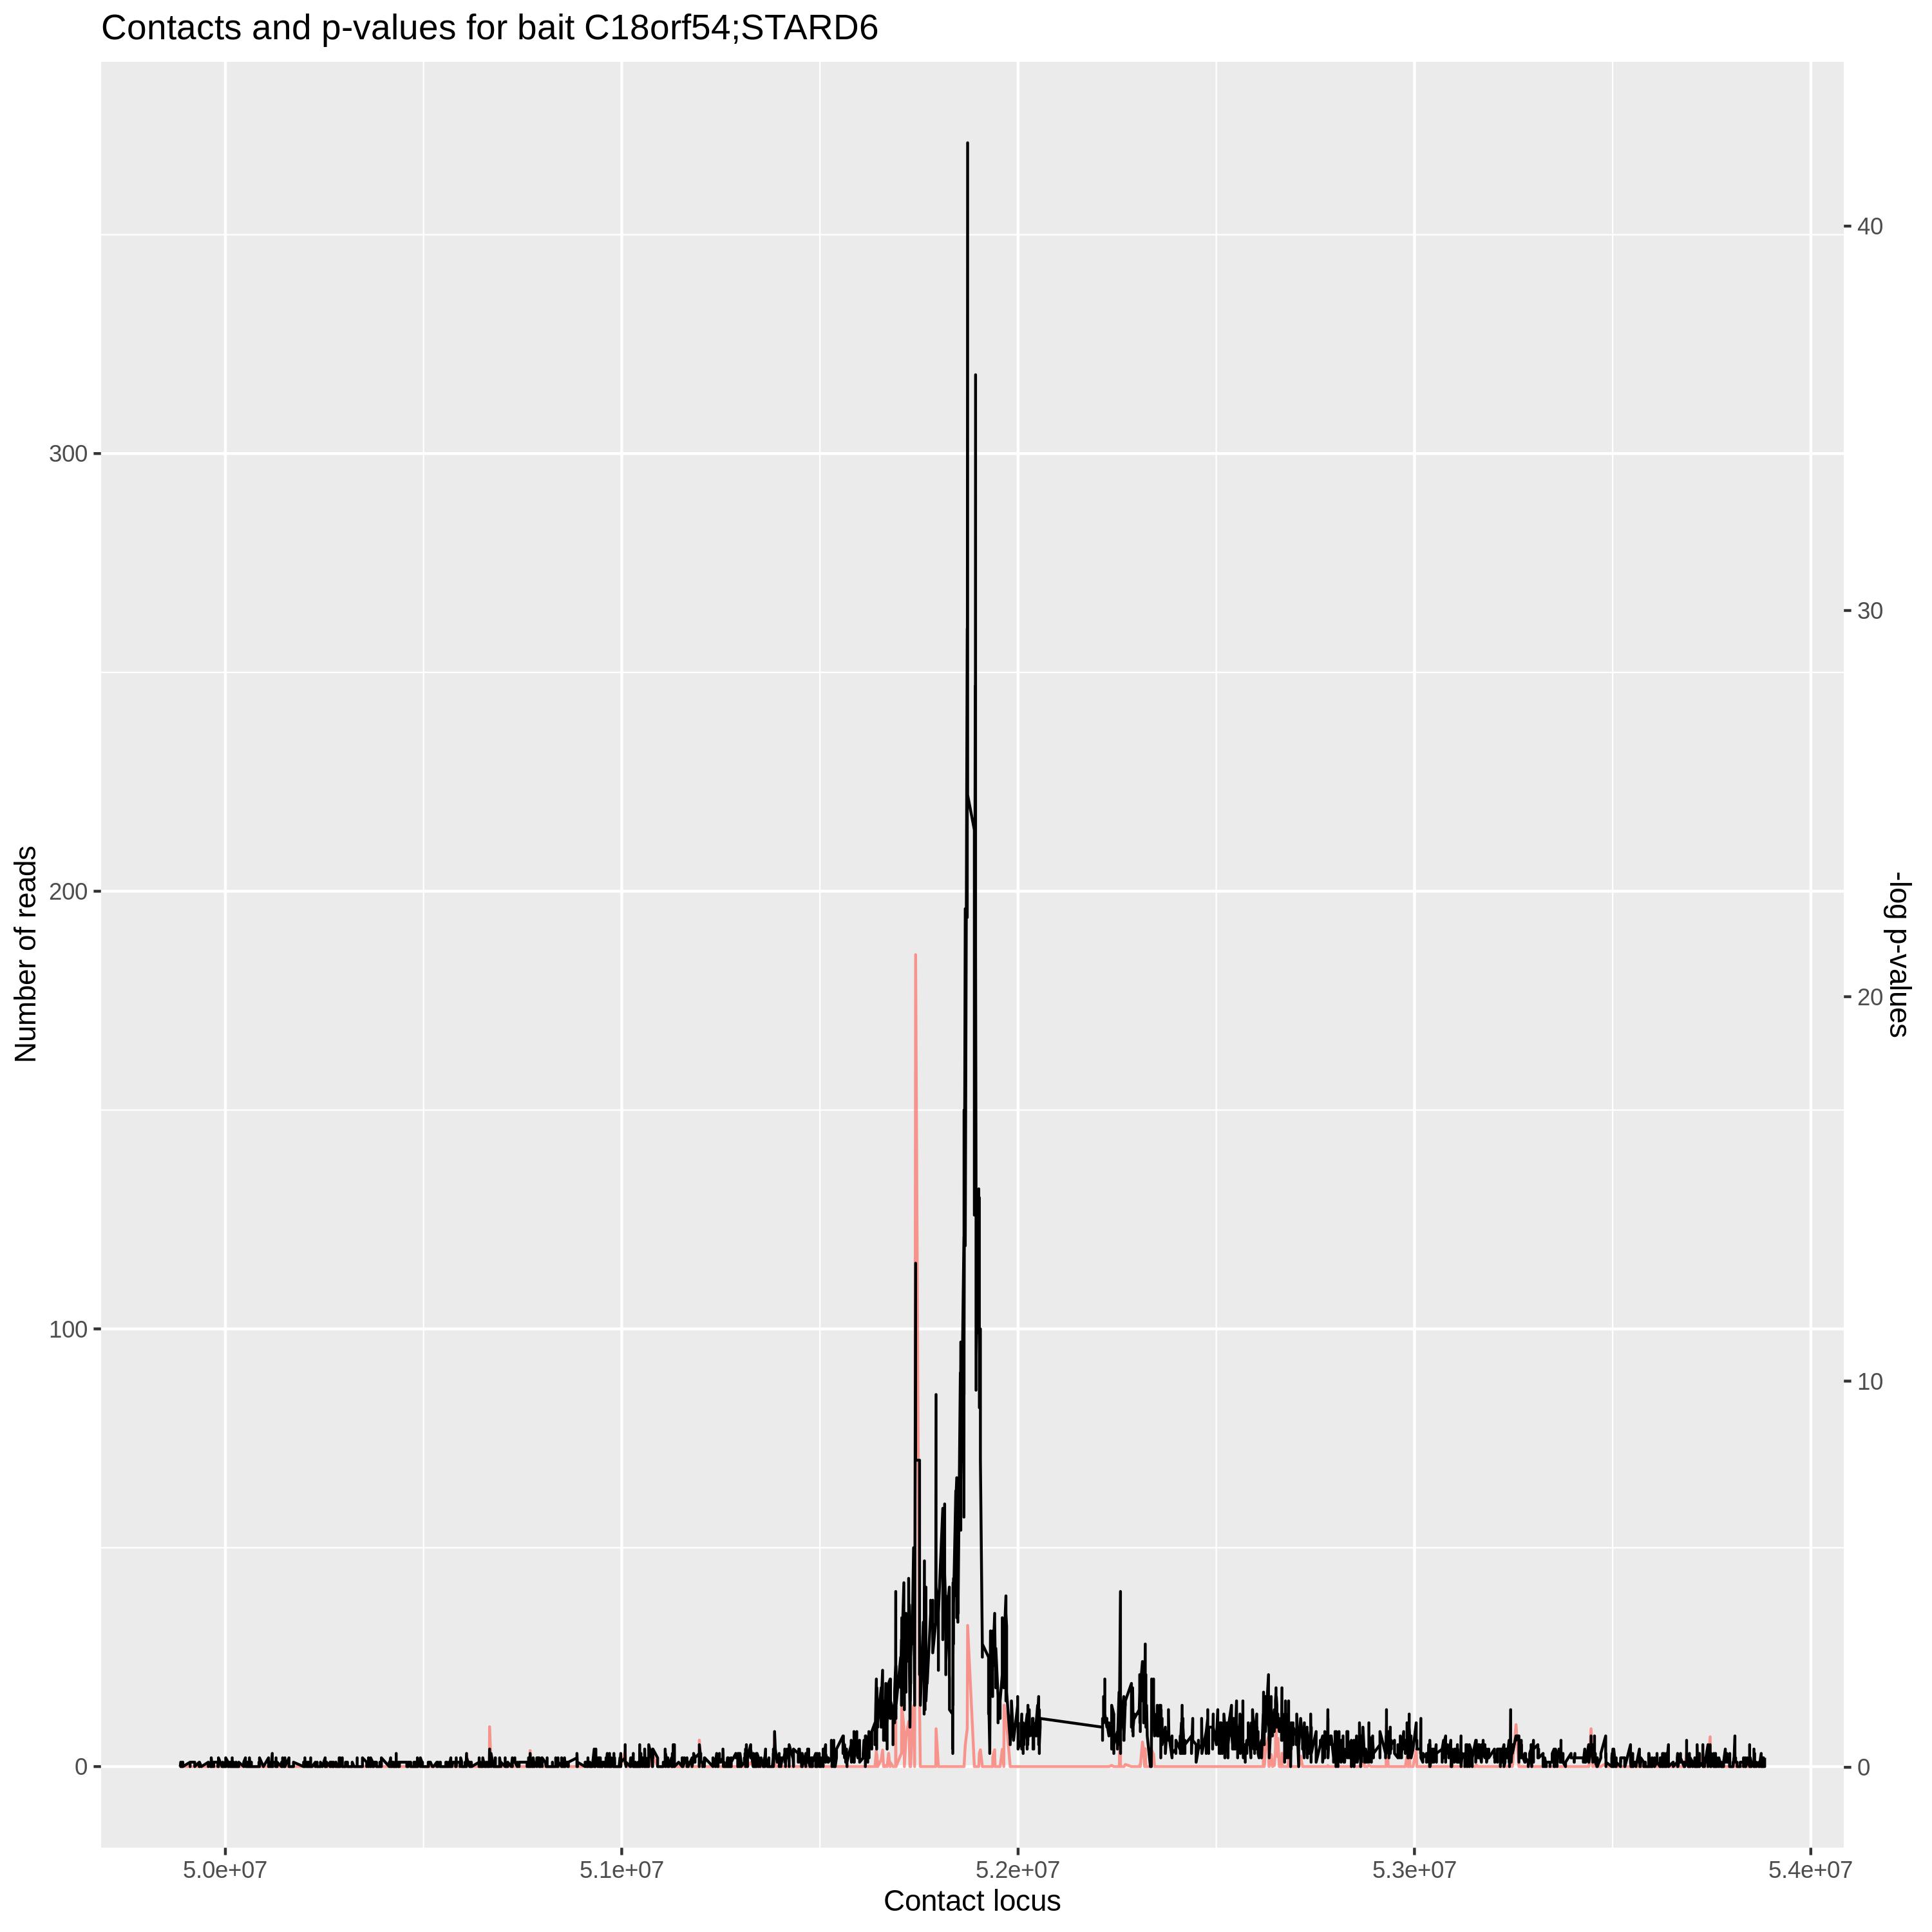 Contacts and p-values for bait C18orf54;STARD6
Number of reads
300
200
100
0
40
30
20
10
0
-log p-values
5.0e+07 5.1e+07 5.2e+07 5.3e+07 5.4e+07
Contact locus